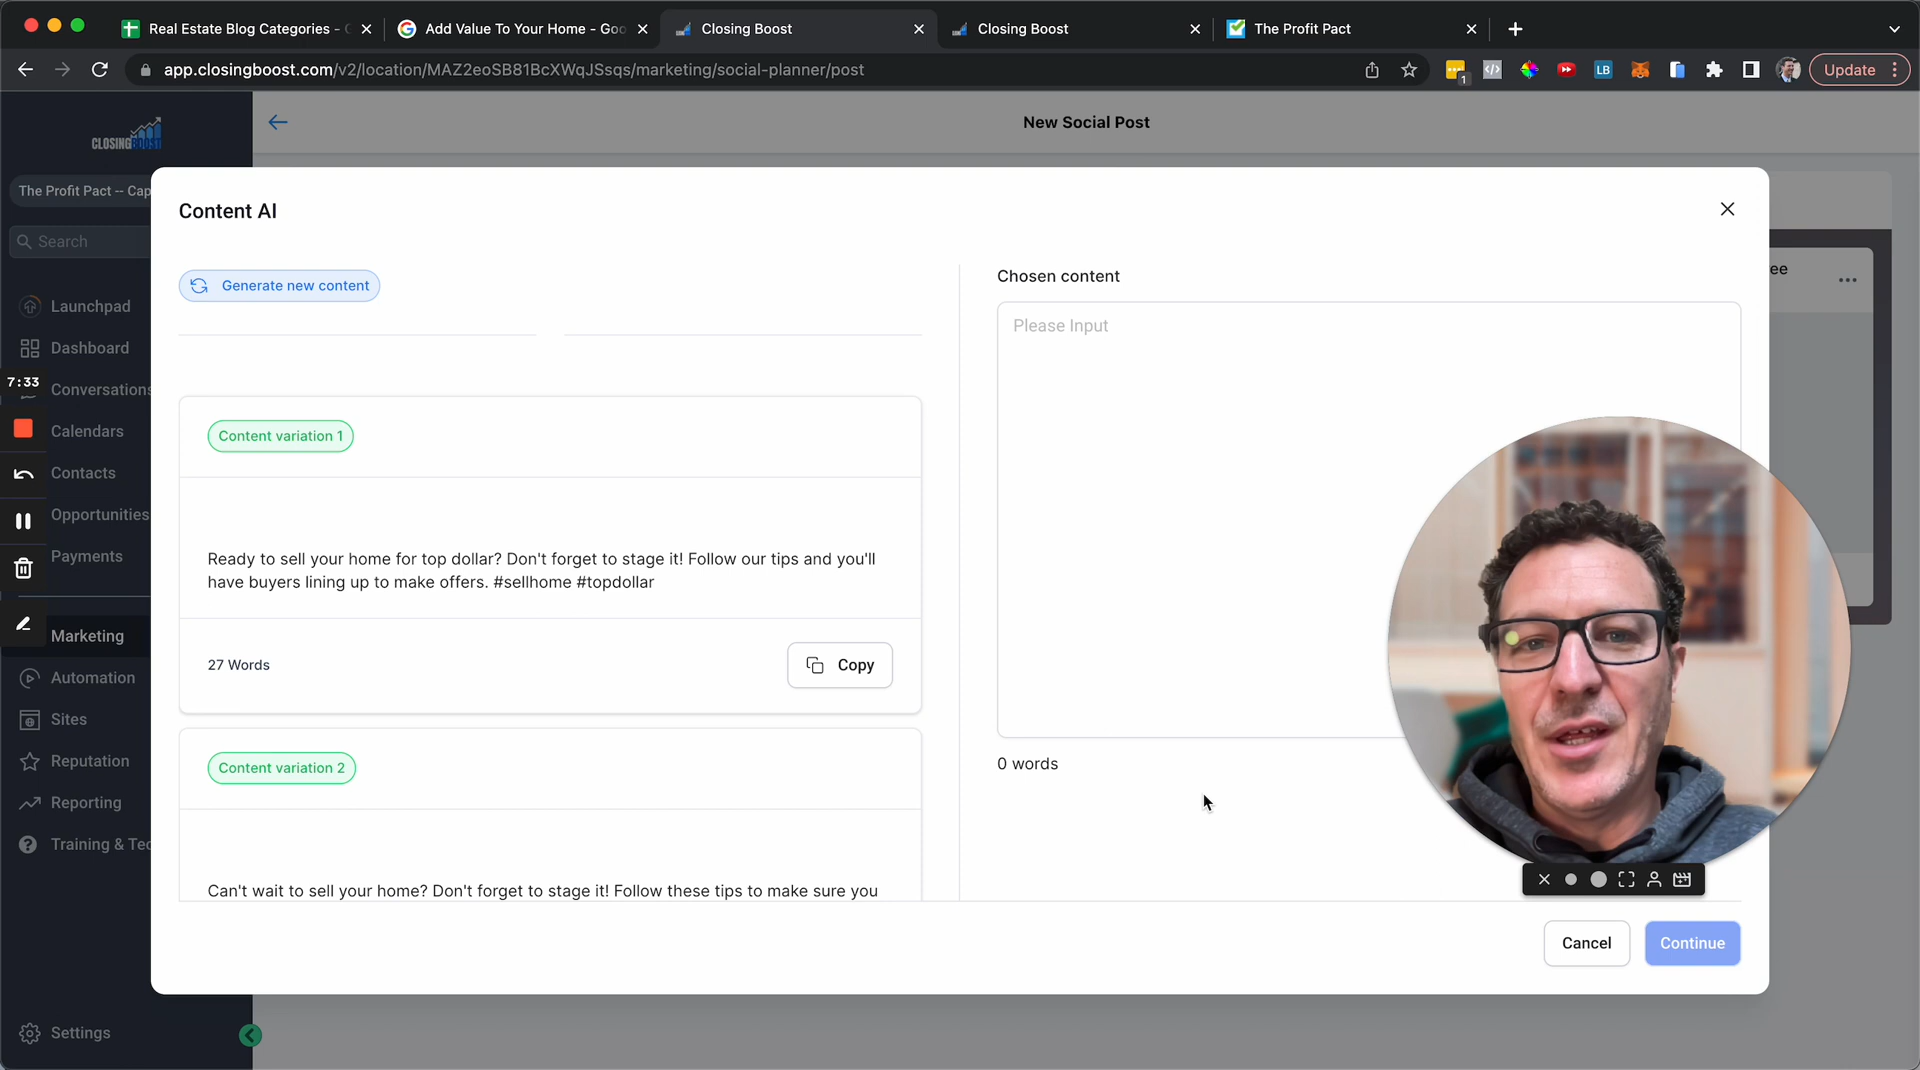 Real Estate Blog Categories -
Add Value To Your Home - Goo
Closing Boost
Closing Boost
The Profit Pact
app.closingboost.com/v2/location/MAZ2eoSB81BcXWqJSsqs/marketing/social-planner/post
1
LB
Update
CLOSINGBOOST
New Social Post
The Profit Pact -- Cap
Search
Launchpad
Dashboard
7:33
Conversations
Calendars
Contacts
Opportunities
Payments
Marketing
Automation
Sites
Reputation
Reporting
Training & Tec
Settings
Content AI
Generate new content
Content variation 1
Ready to sell your home for top dollar? Don't forget to stage it! Follow our tips and you'll
have buyers lining up to make offers. #sellhome #topdollar
27 Words
Copy
Content variation 2
Can't wait to sell your home? Don't forget to stage it! Follow these tips to make sure you
Chosen content
Please Input
0 words
ee
Cancel
Continue